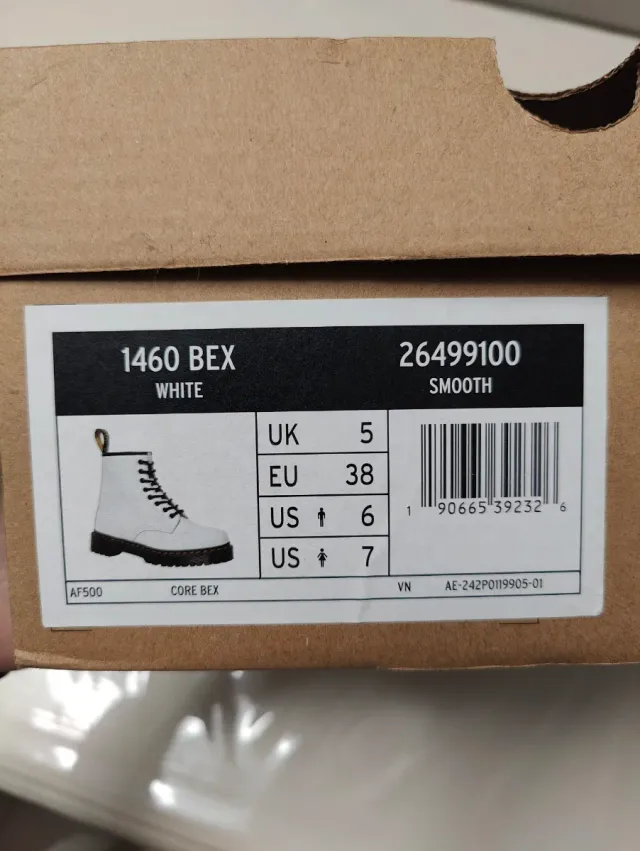 1460 BEX
WHITE
26499100
SMOOTH
UK 5
EU 38
US 6
US 7
1 90665 39232 6
AF500 CORE BEX VN AE-242P0119905-01